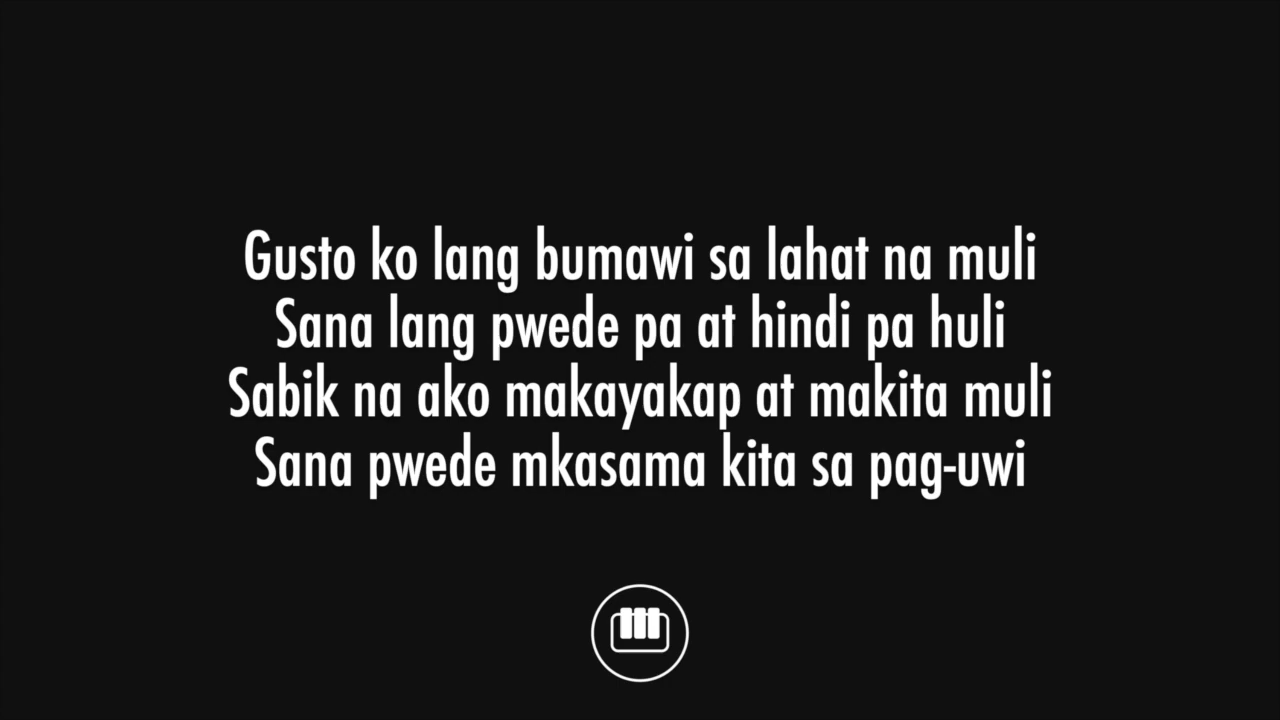 Gusto ko lang bumawi sa lahat na muli
Sana lang pwede pa at hindi pa huli
Sabik na ako makayakap at makita muli
Sana pwede mkasama kita sa pag-uwi